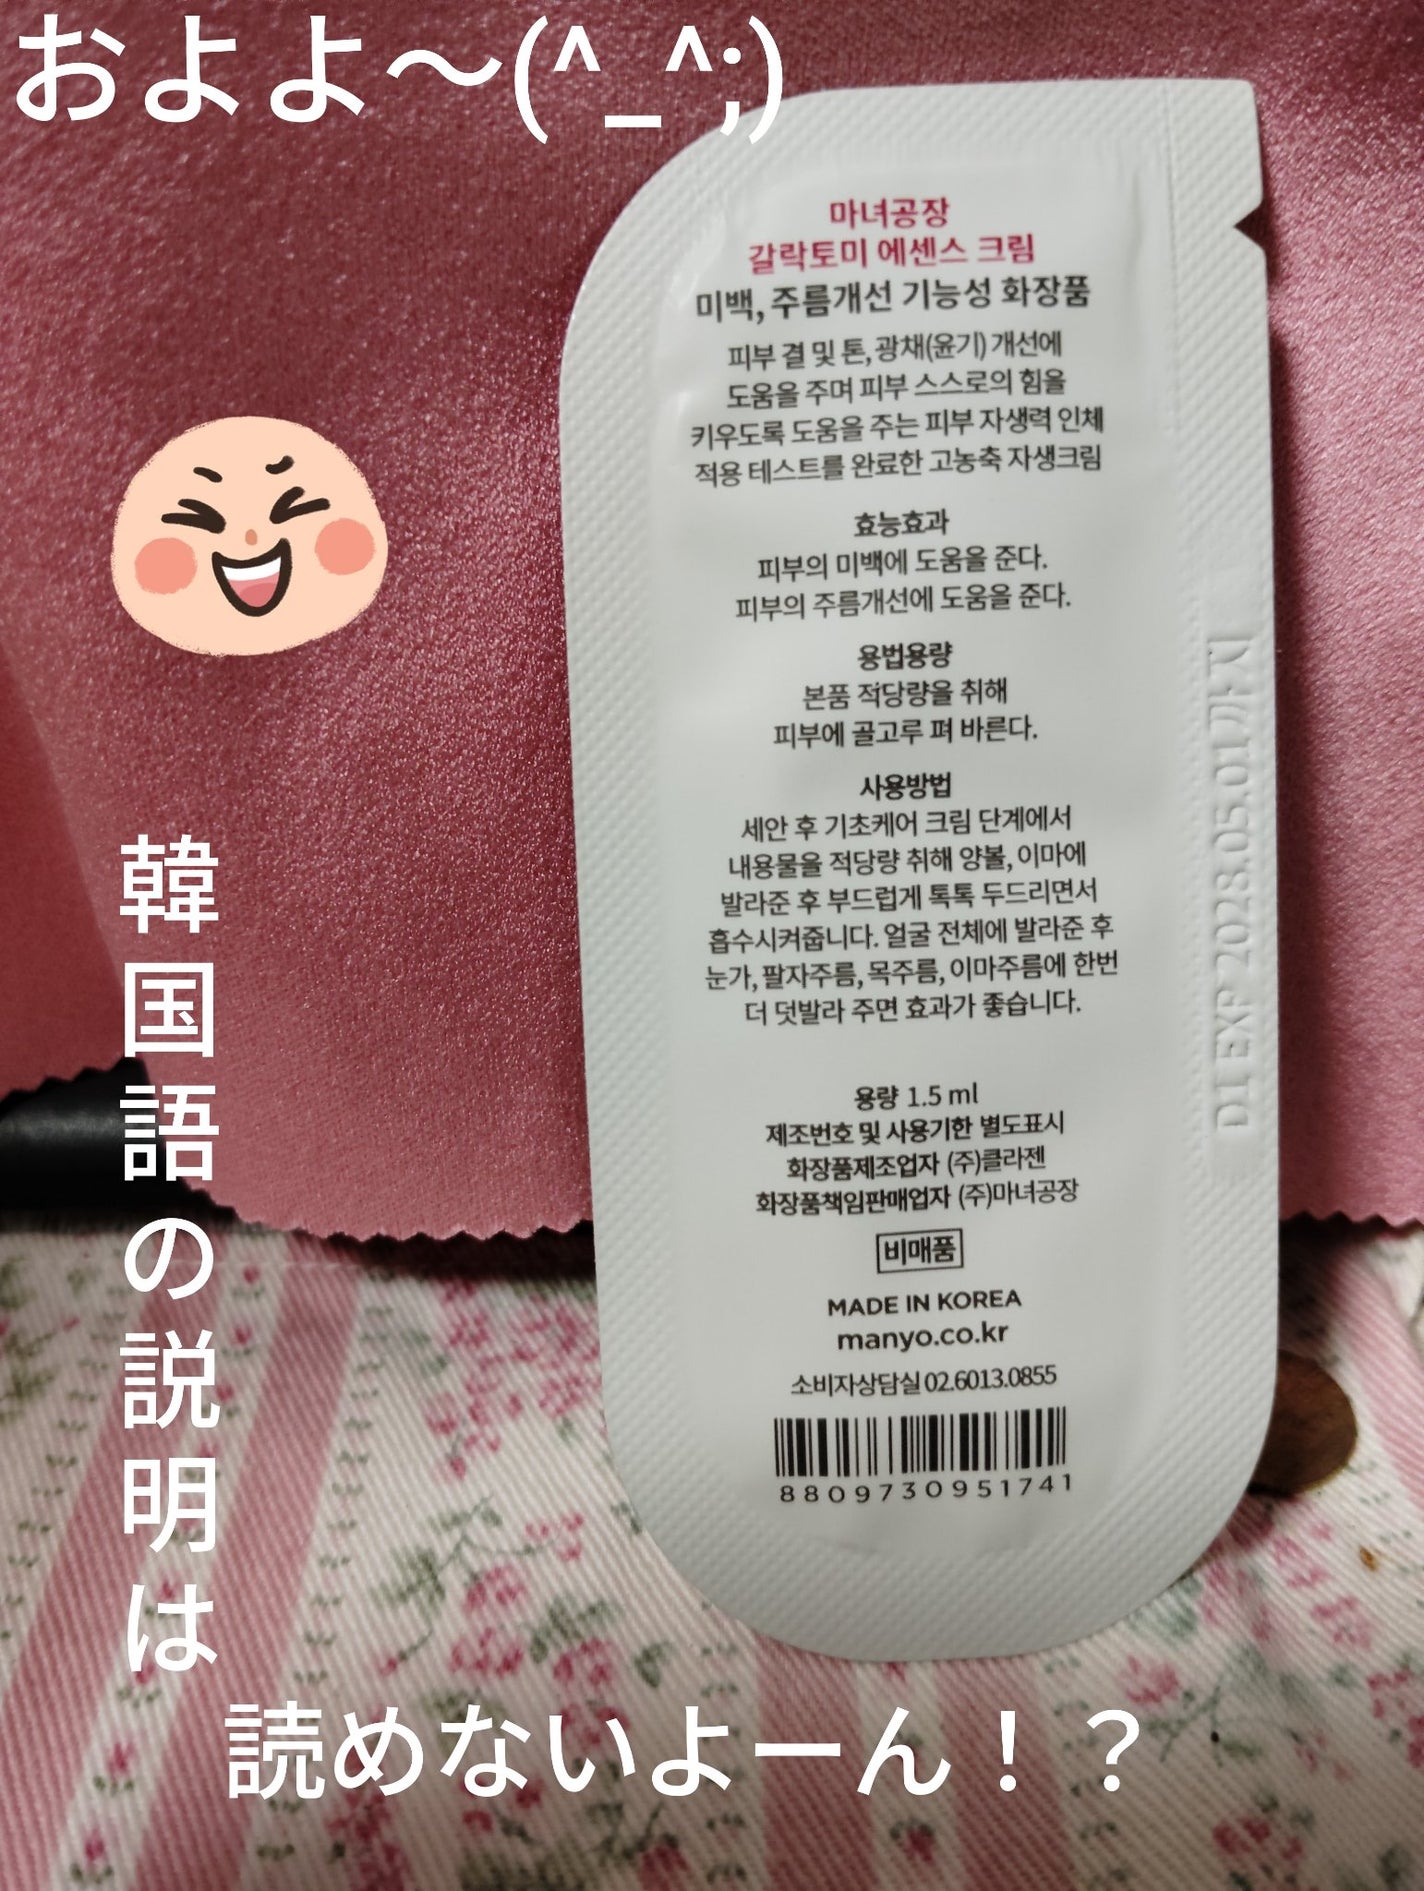 およよ〜(^_^;)
마녀공장
갈락토미 에센스 크림
미백, 주름개선 기능성 화장품
피부 결 및 톤, 광채(윤기) 개선에
도움을 주며 피부 스스로의 힘을
키우도록 도움을 주는 피부 자생력 인체
적용 테스트를 완료한 고농축 자생크림
효능효과
피부의 미백에 도움을 준다.
피부의 주름개선에 도움을 준다.
용법용량
본품 적당량을 취해
피부에 골고루 펴 바른다.
사용방법
세안 후 기초케어 크림 단계에서
내용물을 적당량 취해 양볼, 이마에
발라준 후 부드럽게 톡톡 두드리면서
흡수시켜줍니다. 얼굴 전체에 발라준 후
눈가, 팔자주름, 목주름, 이마주름에 한번
더 덧발라 주면 효과가 좋습니다.
용량 1.5 ml
제조번호 및 사용기한 별도표시
화장품제조업자 (주)클라젠
화장품책임판매업자 (주)마녀공장
비매품
MADE IN KOREA
manyo.co.kr
소비자상담실 02.6013.0855
8809730951741
D1 EXP 2028.05.01까지
韓国語の説明は
読めないよーん！？